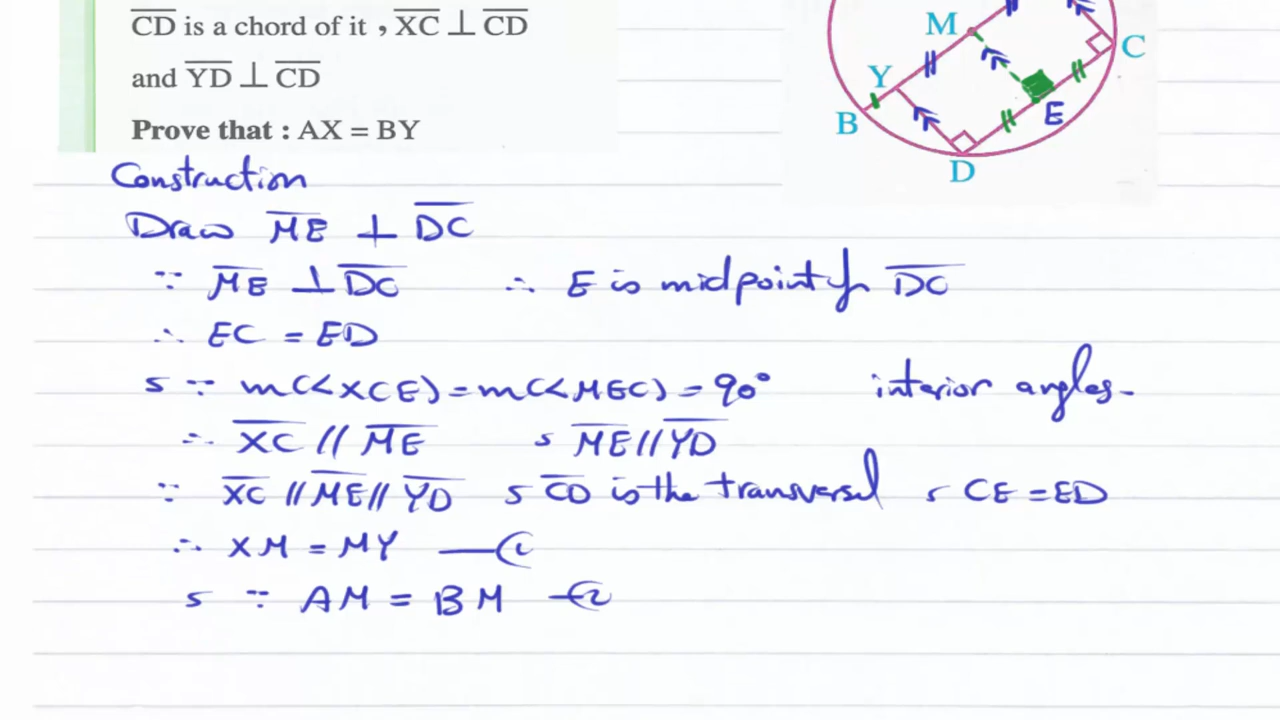 CD is a chord of it , XC ⊥ CD
and YD ⊥ CD
Prove that : AX = BY
M
C
Y
B
E
D
Construction
Draw ME ⊥ DC
∵ ME ⊥ DC ∴ E is midpoint of DC
∴ EC = ED
, ∵ m(<XCE) = m(<MEC) = 90° interior angles.
∴ XC // ME , ME // YD
∵ XC // ME // YD , CD is the transversal , CE = ED
∴ XM = MY —(1
, ∵ AM = BM —(2